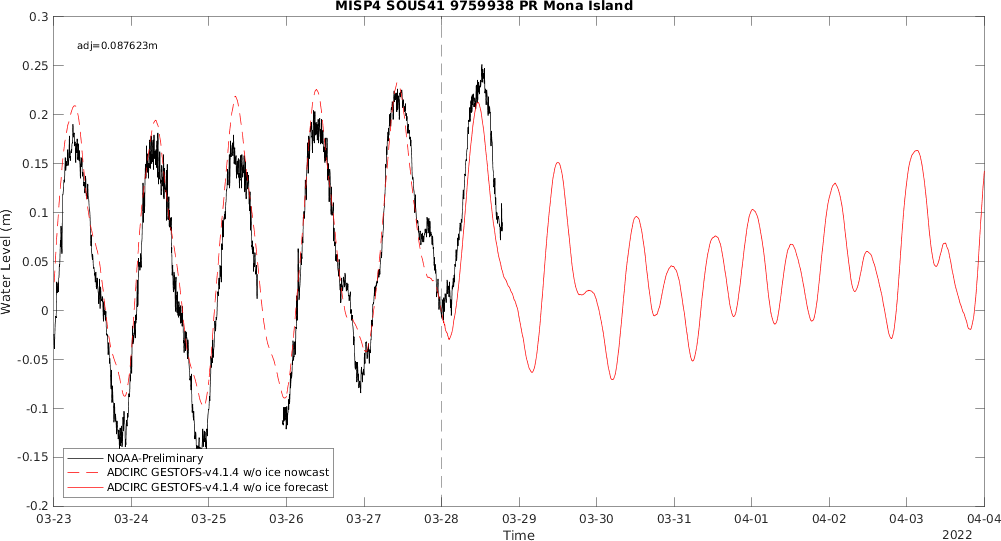 MISP4 SOUS41 9759938 PR Mona Island
adj=0.087623m
0.3
0.25
0.2
0.15
0.1
0.05
0
-0.05
-0.1
-0.15
-0.2
Water Level (m)
NOAA-Preliminary
ADCIRC GESTOFS-v4.1.4 w/o ice nowcast
ADCIRC GESTOFS-v4.1.4 w/o ice forecast
03-23 03-24 03-25 03-26 03-27 03-28 03-29 03-30 03-31 04-01 04-02 04-03 04-04
Time
2022